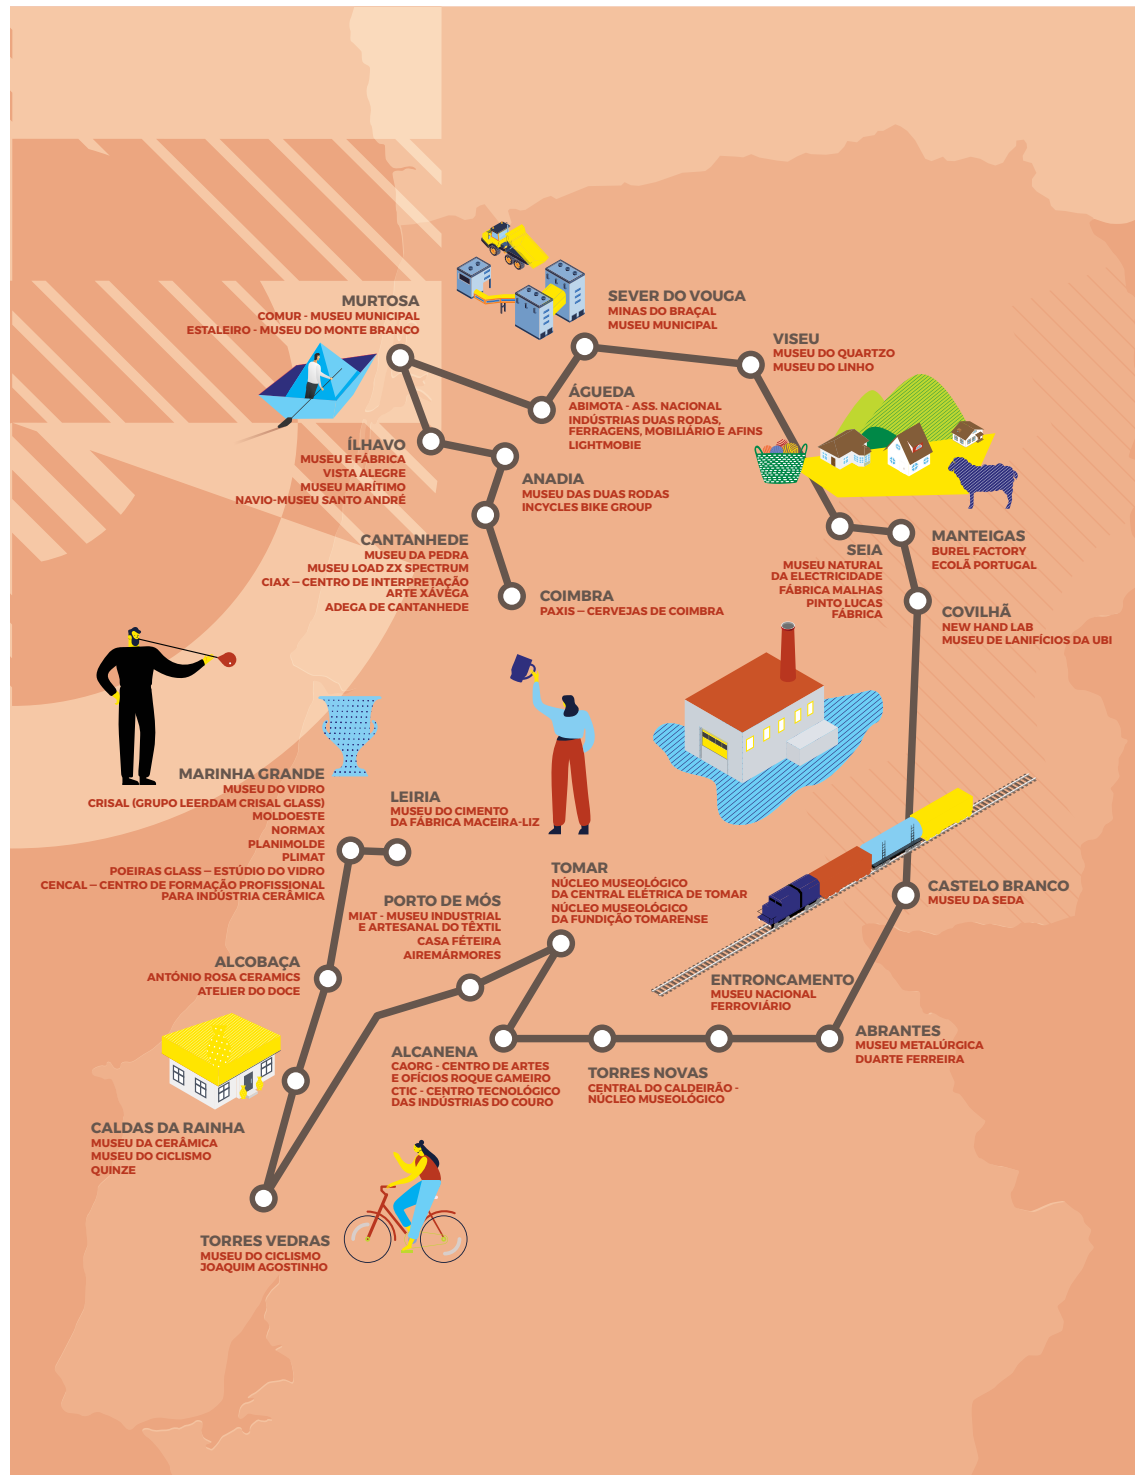 MURTOSA
COMUR - MUSEU MUNICIPAL
ESTALEIRO - MUSEU DO MONTE BRANCO
SEVER DO VOUGA
MINAS DO BRAÇAL
MUSEU MUNICIPAL
VISEU
MUSEU DO QUARTZO
MUSEU DO LINHO
ÁGUEDA
ABIMOTA - ASS. NACIONAL
INDÚSTRIAS DUAS RODAS,
FERRAGENS, MOBILIÁRIO E AFINS
LIGHTMOBIE
ÍLHAVO
MUSEU E FÁBRICA
VISTA ALEGRE
MUSEU MARÍTIMO
NAVIO-MUSEU SANTO ANDRÉ
ANADIA
MUSEU DAS DUAS RODAS
INCYCLES BIKE GROUP
CANTANHEDE
MUSEU DA PEDRA
MUSEU LOAD ZX SPECTRUM
CIAX – CENTRO DE INTERPRETAÇÃO
ARTE XÁVEGA
ADEGA DE CANTANHEDE
COIMBRA
PAXIS – CERVEJAS DE COIMBRA
SEIA
MUSEU NATURAL
DA ELECTRICIDADE
FÁBRICA MALHAS
PINTO LUCAS
FÁBRICA
MANTEIGAS
BUREL FACTORY
ECOLÃ PORTUGAL
COVILHÃ
NEW HAND LAB
MUSEU DE LANIFÍCIOS DA UBI
MARINHA GRANDE
MUSEU DO VIDRO
CRISAL (GRUPO LEERDAM CRISAL GLASS)
MOLDOESTE
NORMAX
PLANIMOLDE
PLIMAT
POEIRAS GLASS – ESTÚDIO DO VIDRO
CENCAL – CENTRO DE FORMAÇÃO PROFISSIONAL
PARA INDÚSTRIA CERÂMICA
LEIRIA
MUSEU DO CIMENTO
DA FÁBRICA MACEIRA-LIZ
TOMAR
NÚCLEO MUSEOLÓGICO
DA CENTRAL ELÉTRICA DE TOMAR
NÚCLEO MUSEOLÓGICO
DA FUNDIÇÃO TOMARENSE
PORTO DE MÓS
MIAT - MUSEU INDUSTRIAL
E ARTESANAL DO TÊXTIL
CASA FÉTEIRA
AIREMÁRMORES
CASTELO BRANCO
MUSEU DA SEDA
ALCOBAÇA
ANTÓNIO ROSA CERAMICS
ATELIER DO DOCE
ENTRONCAMENTO
MUSEU NACIONAL
FERROVIÁRIO
ABRANTES
MUSEU METALÚRGICA
DUARTE FERREIRA
ALCANENA
CAORG - CENTRO DE ARTES
E OFÍCIOS ROQUE GAMEIRO
CTIC - CENTRO TECNOLÓGICO
DAS INDÚSTRIAS DO COURO
TORRES NOVAS
CENTRAL DO CALDEIRÃO -
NÚCLEO MUSEOLÓGICO
CALDAS DA RAINHA
MUSEU DA CERÂMICA
MUSEU DO CICLISMO
QUINZE
TORRES VEDRAS
MUSEU DO CICLISMO
JOAQUIM AGOSTINHO